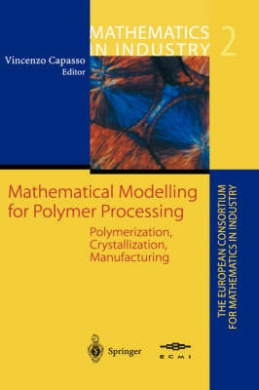 MATHEMATICS
IN INDUSTRY
2
Vincenzo Capasso
Editor
Mathematical Modelling
for Polymer Processing
Polymerization,
Crystallization,
Manufacturing
THE EUROPEAN CONSORTIUM
FOR MATHEMATICS IN INDUSTRY
Springer
ECMI